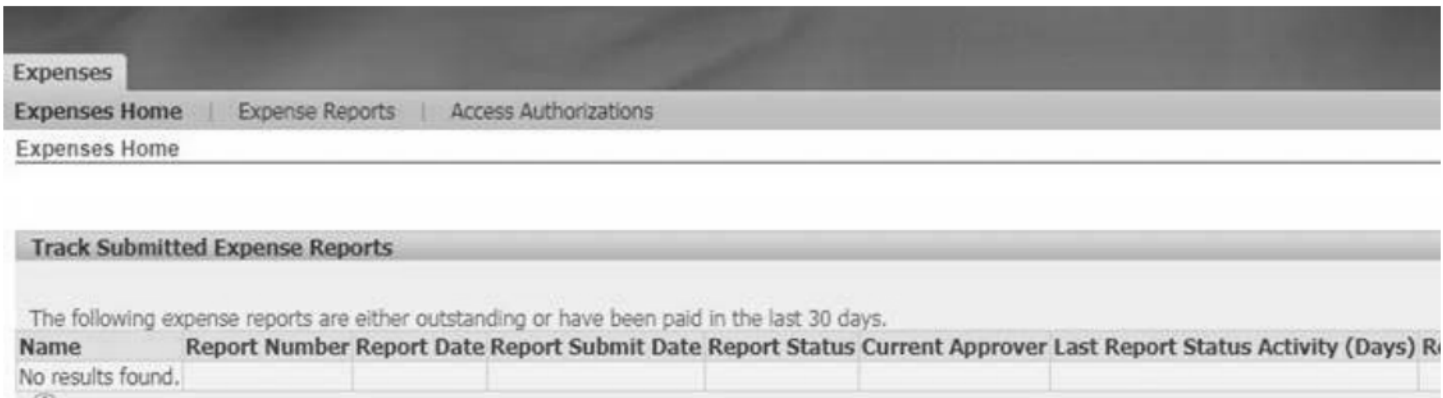 Expenses
Expenses Home | Expense Reports | Access Authorizations
Expenses Home
Track Submitted Expense Reports
The following expense reports are either outstanding or have been paid in the last 30 days.
Name Report Number Report Date Report Submit Date Report Status Current Approver Last Report Status Activity (Days)
No results found.